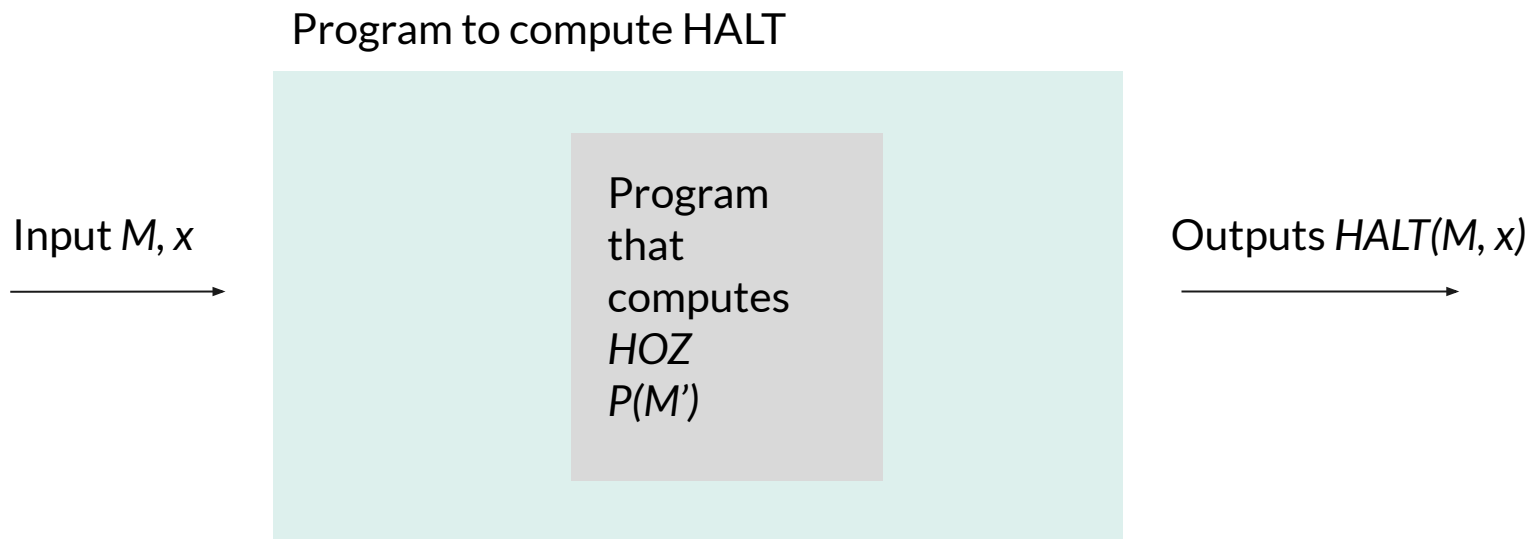 Program to compute HALT
Program
that
Input M, x
Outputs HALT(M, x)
computes
HOZ
P(M’)